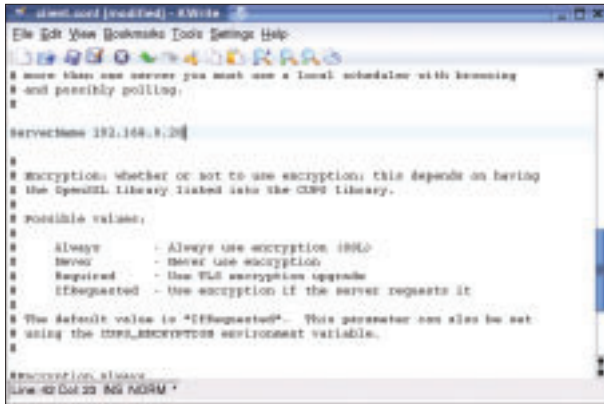 client.conf [modified] - KWrite
File Edit View Bookmarks Tools Settings Help
# more than one server you must use a local scheduler with browsing
# and possibly polling.
#
ServerName 192.168.0.20
#
# Encryption: whether or not to use encryption; this depends on having
# the OpenSSL library linked into the CUPS library.
#
# Possible values:
#
# Always - Always use encryption (SSL)
# Never - Never use encryption
# Required - Use TLS encryption upgrade
# IfRequested - Use encryption if the server requests it
#
# The default value is "IfRequested". This parameter can also be set
# using the CUPS_ENCRYPTION environment variable.
#
#Encryption Always
Line: 42 Col: 23 INS NORM *